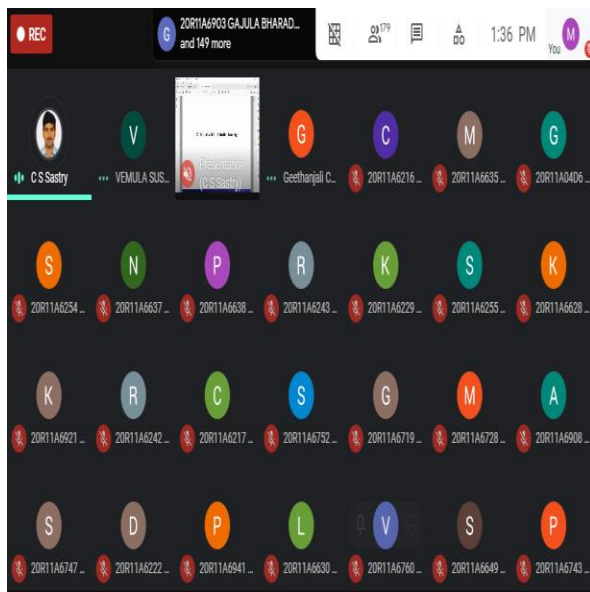 REC
G
20R11A6903 GAJULA BHARAD...
and 149 more
179
1:36 PM
You
M
C S Sastry
V
VEMULA SUS...
Presentation
(C S Sastry)
G
Geethanjali C...
C
20R11A6216 ...
M
20R11A6635 ...
G
20R11A04D6 ...
S
20R11A6254 ...
N
20R11A6637 ...
P
20R11A6638 ...
R
20R11A6243 ...
K
20R11A6229 ...
S
20R11A6255 ...
K
20R11A6628 ...
K
20R11A6921 ...
R
20R11A6242 ...
C
20R11A6217 ...
S
20R11A6752 ...
G
20R11A6719 ...
M
20R11A6728 ...
A
20R11A6908 ...
S
20R11A6747 ...
D
20R11A6222 ...
P
20R11A6941 ...
L
20R11A6630 ...
V
20R11A6760 ...
S
20R11A6649 ...
P
20R11A6743 ...